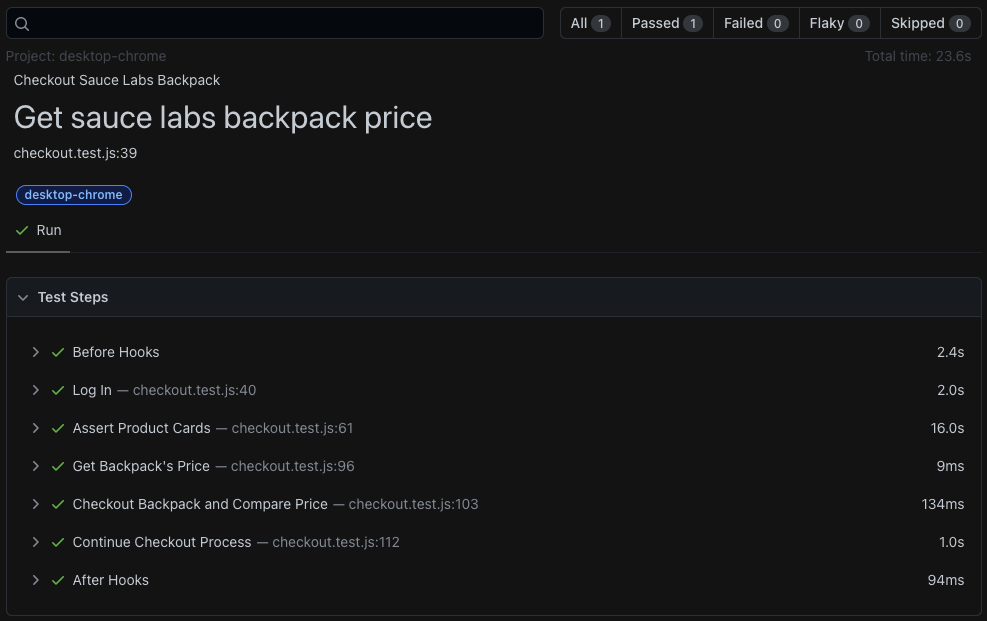 All 1 Passed 1 Failed 0 Flaky 0 Skipped 0
Project: desktop-chrome Total time: 23.6s
Checkout Sauce Labs Backpack
Get sauce labs backpack price
checkout.test.js:39
desktop-chrome
Run
Test Steps
Before Hooks 2.4s
Log In — checkout.test.js:40 2.0s
Assert Product Cards — checkout.test.js:61 16.0s
Get Backpack's Price — checkout.test.js:96 9ms
Checkout Backpack and Compare Price — checkout.test.js:103 134ms
Continue Checkout Process — checkout.test.js:112 1.0s
After Hooks 94ms